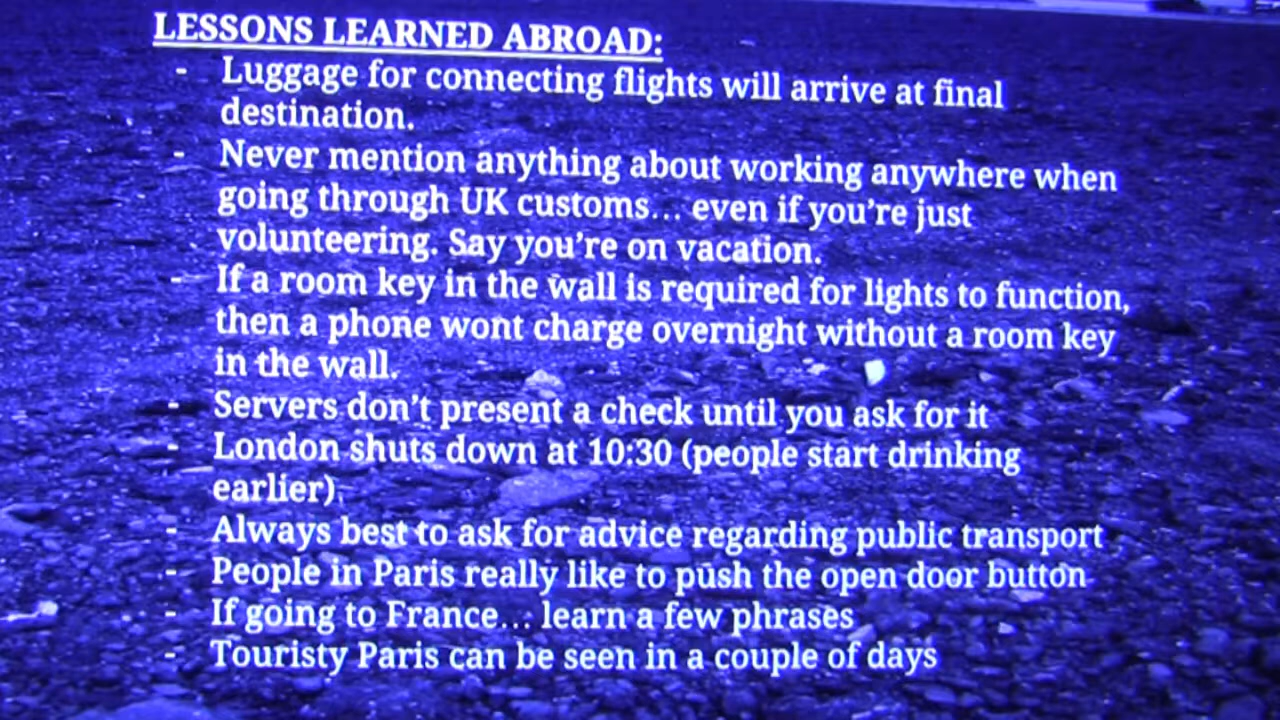 LESSONS LEARNED ABROAD:
- Luggage for connecting flights will arrive at final
destination.
- Never mention anything about working anywhere when
going through UK customs... even if you're just
volunteering. Say you're on vacation.
- If a room key in the wall is required for lights to function,
then a phone wont charge overnight without a room key
in the wall.
- Servers don't present a check until you ask for it
- London shuts down at 10:30 (people start drinking
earlier).
- Always best to ask for advice regarding public transport
- People in Paris really like to push the open door button
- If going to France... learn a few phrases
- Touristy Paris can be seen in a couple of days